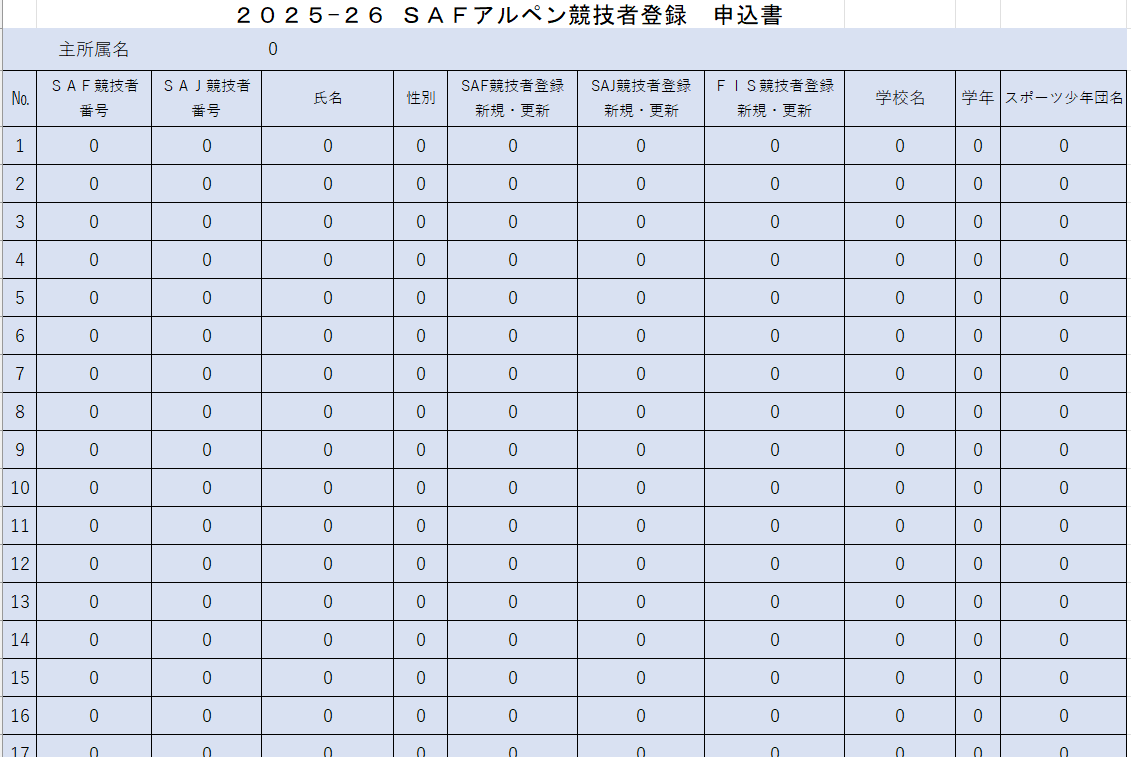 ２０２５-２６ ＳＡＦアルペン競技者登録　申込書
主所属名 0
№ ＳＡＦ競技者番号 ＳＡＪ競技者番号 氏名 性別 SAF競技者登録新規・更新 SAJ競技者登録新規・更新 ＦＩＳ競技者登録新規・更新 学校名 学年 スポーツ少年団名
1 0 0 0 0 0 0 0 0 0 0
2 0 0 0 0 0 0 0 0 0 0
3 0 0 0 0 0 0 0 0 0 0
4 0 0 0 0 0 0 0 0 0 0
5 0 0 0 0 0 0 0 0 0 0
6 0 0 0 0 0 0 0 0 0 0
7 0 0 0 0 0 0 0 0 0 0
8 0 0 0 0 0 0 0 0 0 0
9 0 0 0 0 0 0 0 0 0 0
10 0 0 0 0 0 0 0 0 0 0
11 0 0 0 0 0 0 0 0 0 0
12 0 0 0 0 0 0 0 0 0 0
13 0 0 0 0 0 0 0 0 0 0
14 0 0 0 0 0 0 0 0 0 0
15 0 0 0 0 0 0 0 0 0 0
16 0 0 0 0 0 0 0 0 0 0
17 0 0 0 0 0 0 0 0 0 0